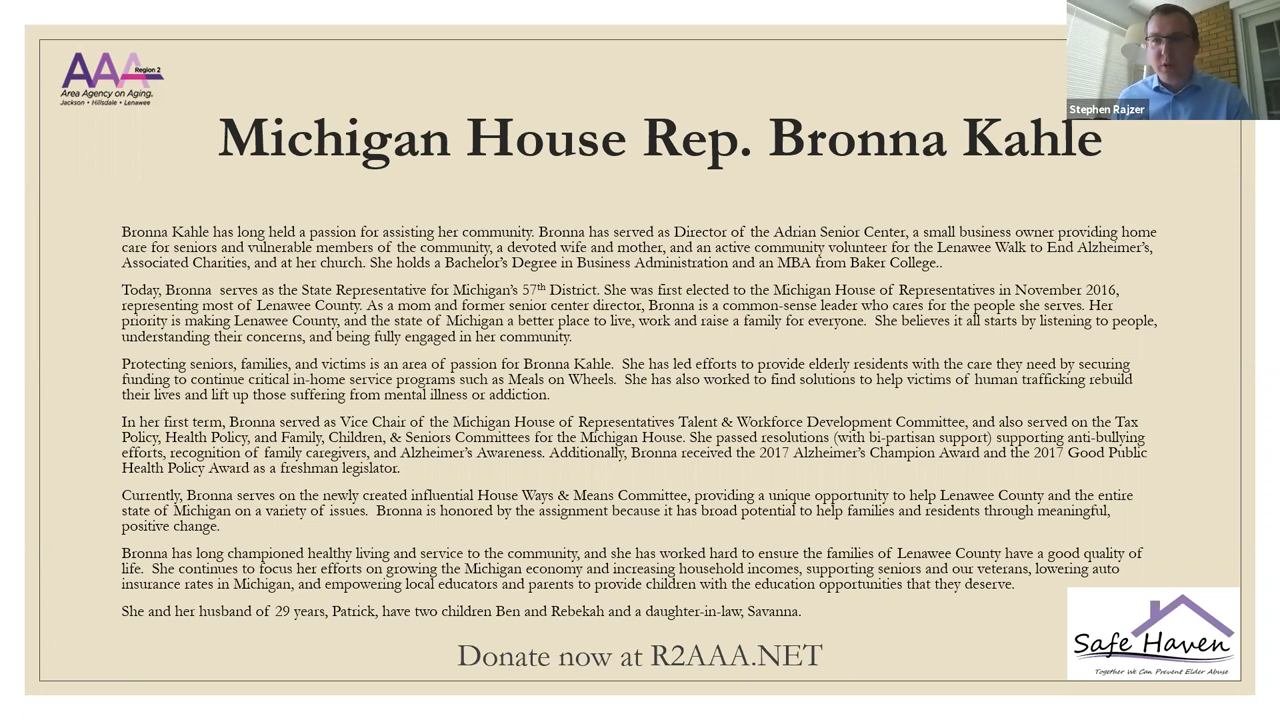 AAA Region 2
Area Agency on Aging.
Jackson • Hillsdale • Lenawee
Stephen Rajzer
Michigan House Rep. Bronna Kahle
Bronna Kahle has long held a passion for assisting her community. Bronna has served as Director of the Adrian Senior Center, a small business owner providing home
care for seniors and vulnerable members of the community, a devoted wife and mother, and an active community volunteer for the Lenawee Walk to End Alzheimer's,
Associated Charities, and at her church. She holds a Bachelor's Degree in Business Administration and an MBA from Baker College..
Today, Bronna  serves as the State Representative for Michigan's 57th District. She was first elected to the Michigan House of Representatives in November 2016,
representing most of Lenawee County. As a mom and former senior center director, Bronna is a common-sense leader who cares for the people she serves. Her
priority is making Lenawee County, and the state of Michigan a better place to live, work and raise a family for everyone.  She believes it all starts by listening to people,
understanding their concerns, and being fully engaged in her community.
Protecting seniors, families, and victims is an area of passion for Bronna Kahle.  She has led efforts to provide elderly residents with the care they need by securing
funding to continue critical in-home service programs such as Meals on Wheels.  She has also worked to find solutions to help victims of human trafficking rebuild
their lives and lift up those suffering from mental illness or addiction.
In her first term, Bronna served as Vice Chair of the Michigan House of Representatives Talent & Workforce Development Committee, and also served on the Tax
Policy, Health Policy, and Family, Children, & Seniors Committees for the Michigan House. She passed resolutions (with bi-partisan support) supporting anti-bullying
efforts, recognition of family caregivers, and Alzheimer's Awareness. Additionally, Bronna received the 2017 Alzheimer's Champion Award and the 2017 Good Public
Health Policy Award as a freshman legislator.
Currently, Bronna serves on the newly created influential House Ways & Means Committee, providing a unique opportunity to help Lenawee County and the entire
state of Michigan on a variety of issues.  Bronna is honored by the assignment because it has broad potential to help families and residents through meaningful,
positive change.
Bronna has long championed healthy living and service to the community, and she has worked hard to ensure the families of Lenawee County have a good quality of
life.  She continues to focus her efforts on growing the Michigan economy and increasing household incomes, supporting seniors and our veterans, lowering auto
insurance rates in Michigan, and empowering local educators and parents to provide children with the education opportunities that they deserve.
She and her husband of 29 years, Patrick, have two children Ben and Rebekah and a daughter-in-law, Savanna.
Donate now at R2AAA.NET
Safe Haven
Together We Can Prevent Elder Abuse